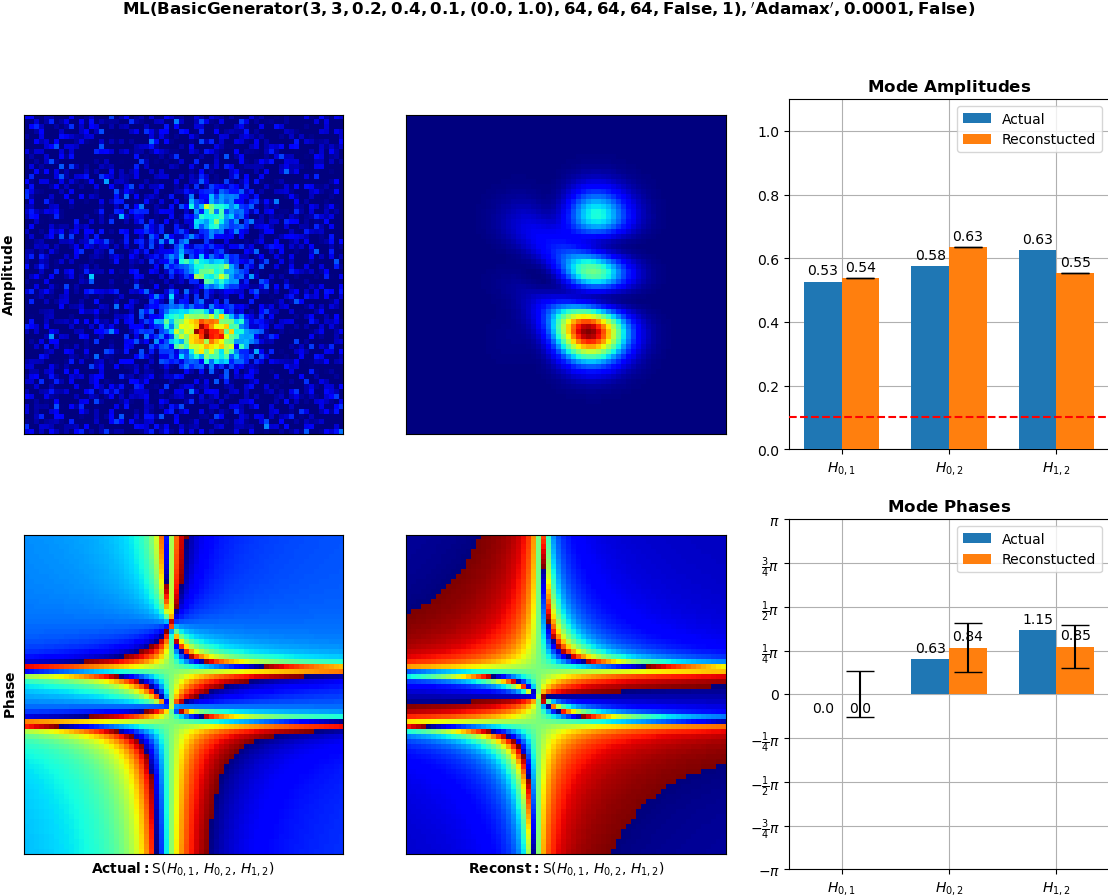 ML(BasicGenerator(3, 3, 0.2, 0.4, 0.1, (0.0, 1.0), 64, 64, 64, False, 1), ′Adamax′, 0.0001, False)
Amplitude
Mode Amplitudes
Actual
Reconstucted
1.0
0.8
0.6
0.4
0.2
0.0
0.53
0.54
0.58
0.63
0.63
0.55
H0, 1
H0, 2
H1, 2
Phase
Actual: S(H0, 1, H0, 2, H1, 2)
Reconst: S(H0, 1, H0, 2, H1, 2)
Mode Phases
Actual
Reconstucted
π
3/4π
1/2π
1/4π
0
−1/4π
−1/2π
−3/4π
−π
0.0
0.0
0.63
0.84
1.15
0.85
H0, 1
H0, 2
H1, 2